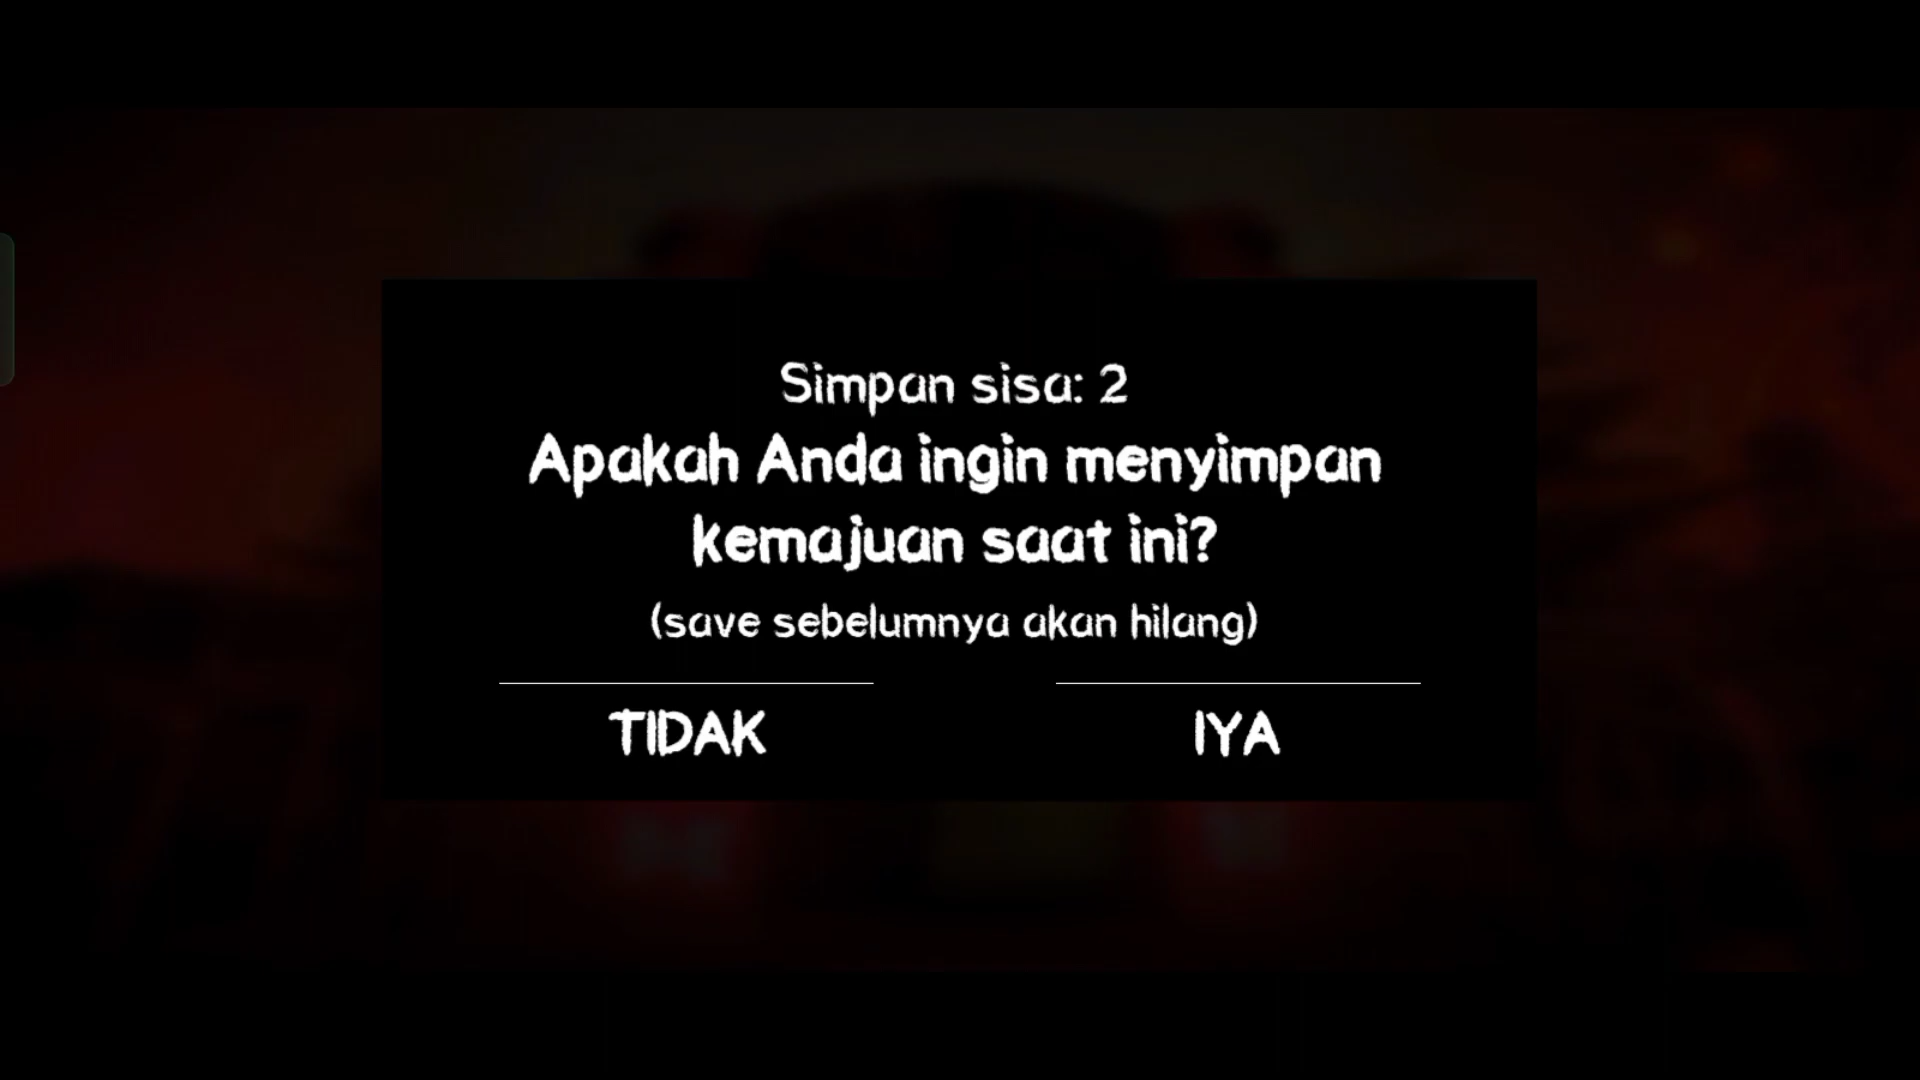 Simpan sisa: 2
Apakah Anda ingin menyimpan
kemajuan saat ini?
(save sebelumnya akan hilang)
TIDAK
IYA